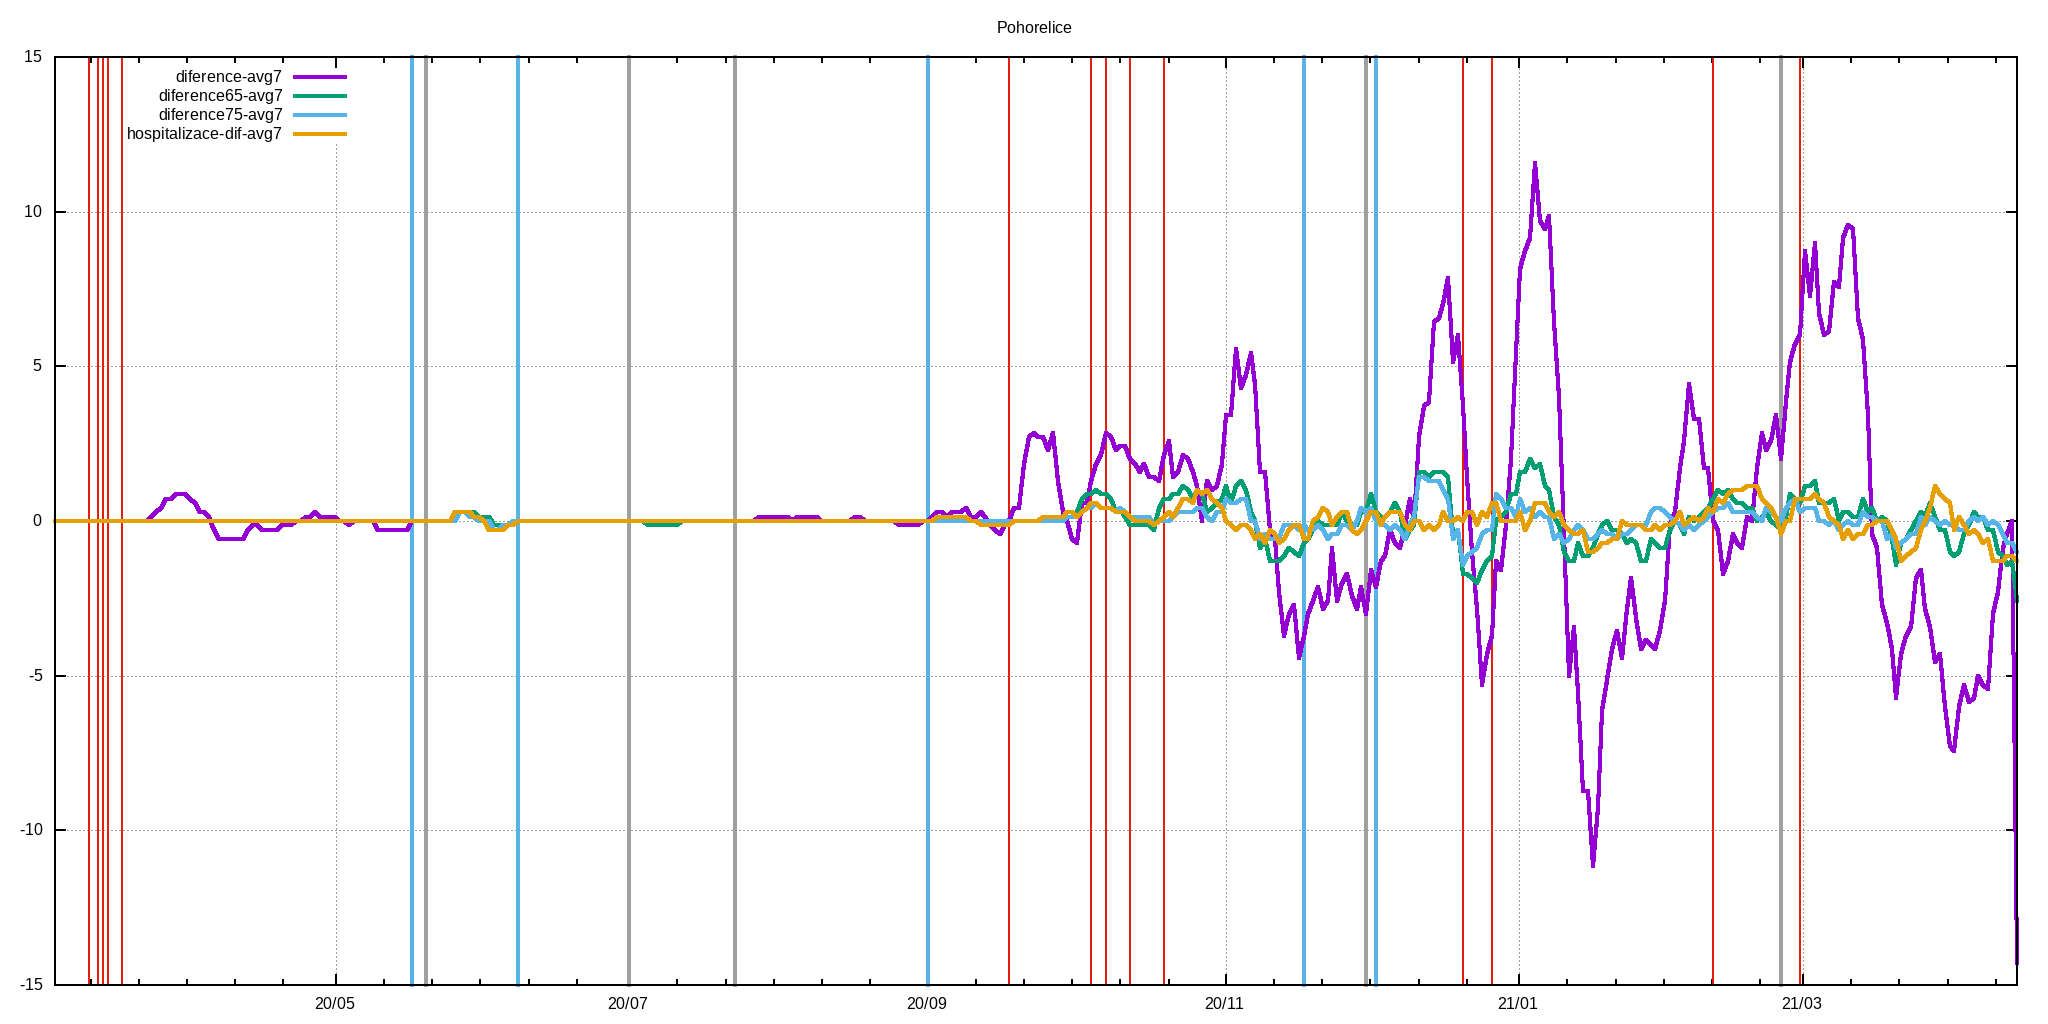 Pohorelice
15
10
5
0
-5
-10
-15
diference-avg7
diference65-avg7
diference75-avg7
hospitalizace-dif-avg7
20/05 20/07 20/09 20/11 21/01 21/03